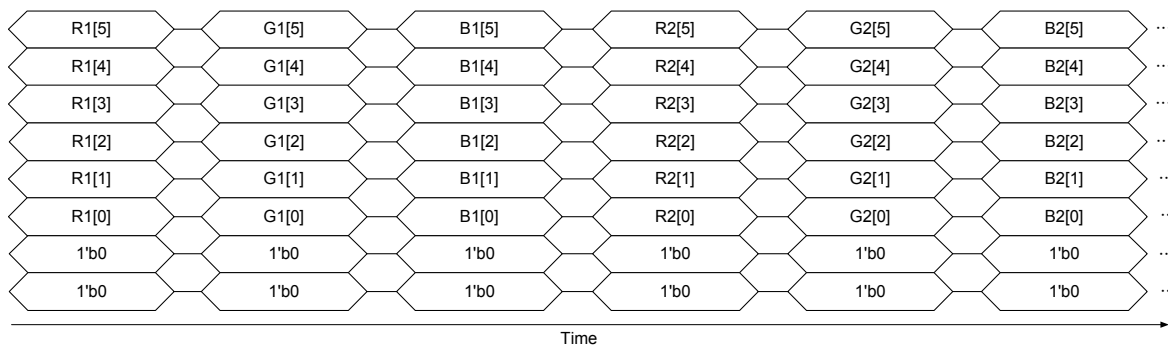 R1[5] G1[5] B1[5] R2[5] G2[5] B2[5] ...
R1[4] G1[4] B1[4] R2[4] G2[4] B2[4] ...
R1[3] G1[3] B1[3] R2[3] G2[3] B2[3] ...
R1[2] G1[2] B1[2] R2[2] G2[2] B2[2] ...
R1[1] G1[1] B1[1] R2[1] G2[1] B2[1] ...
R1[0] G1[0] B1[0] R2[0] G2[0] B2[0] ...
1'b0 1'b0 1'b0 1'b0 1'b0 1'b0 ...
1'b0 1'b0 1'b0 1'b0 1'b0 1'b0 ...
Time